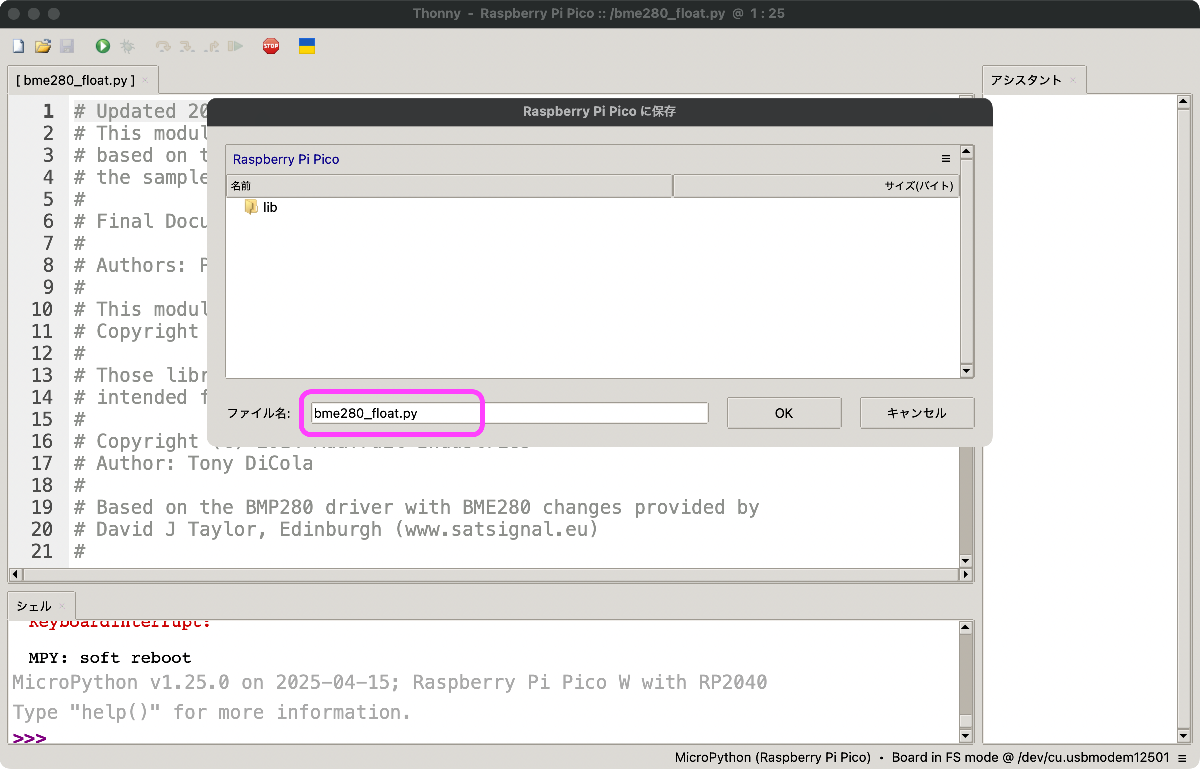 Thonny - Raspberry Pi Pico :: /bme280_float.py @ 1 : 25
STOP
[ bme280_float.py ] ×
アシスタント ×
1 # Updated 20
2 # This modul
3 # based on t
4 # the sample
5 #
6 # Final Docu
7 #
8 # Authors: P
9 #
10 # This modul
11 # Copyright
12 #
13 # Those libr
14 # intended f
15 #
16 # Copyright
17 # Author: Tony DiCola
18 #
19 # Based on the BMP280 driver with BME280 changes provided by
20 # David J Taylor, Edinburgh (www.satsignal.eu)
21 #
Raspberry Pi Pico に保存
Raspberry Pi Pico
名前 サイズ(バイト)
lib
ファイル名: bme280_float.py OK キャンセル
シェル ×
KeyboardInterrupt:
MPY: soft reboot
MicroPython v1.25.0 on 2025-04-15; Raspberry Pi Pico W with RP2040
Type "help()" for more information.
>>>
MicroPython (Raspberry Pi Pico) • Board in FS mode @ /dev/cu.usbmodem12501 ≡